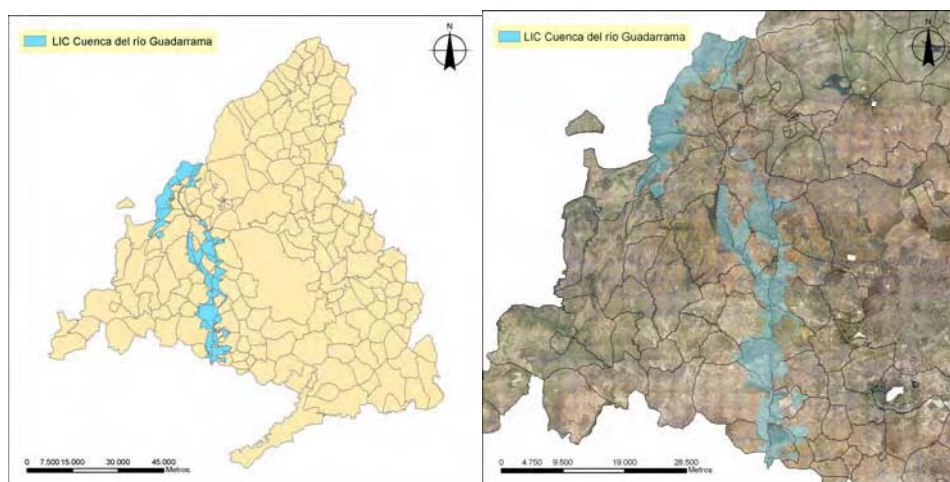 LIC Cuenca del río Guadarrama
N
0 7.500 15.000 30.000 45.000
Metros
LIC Cuenca del río Guadarrama
N
0 4.750 9.500 19.000 28.500
Metros